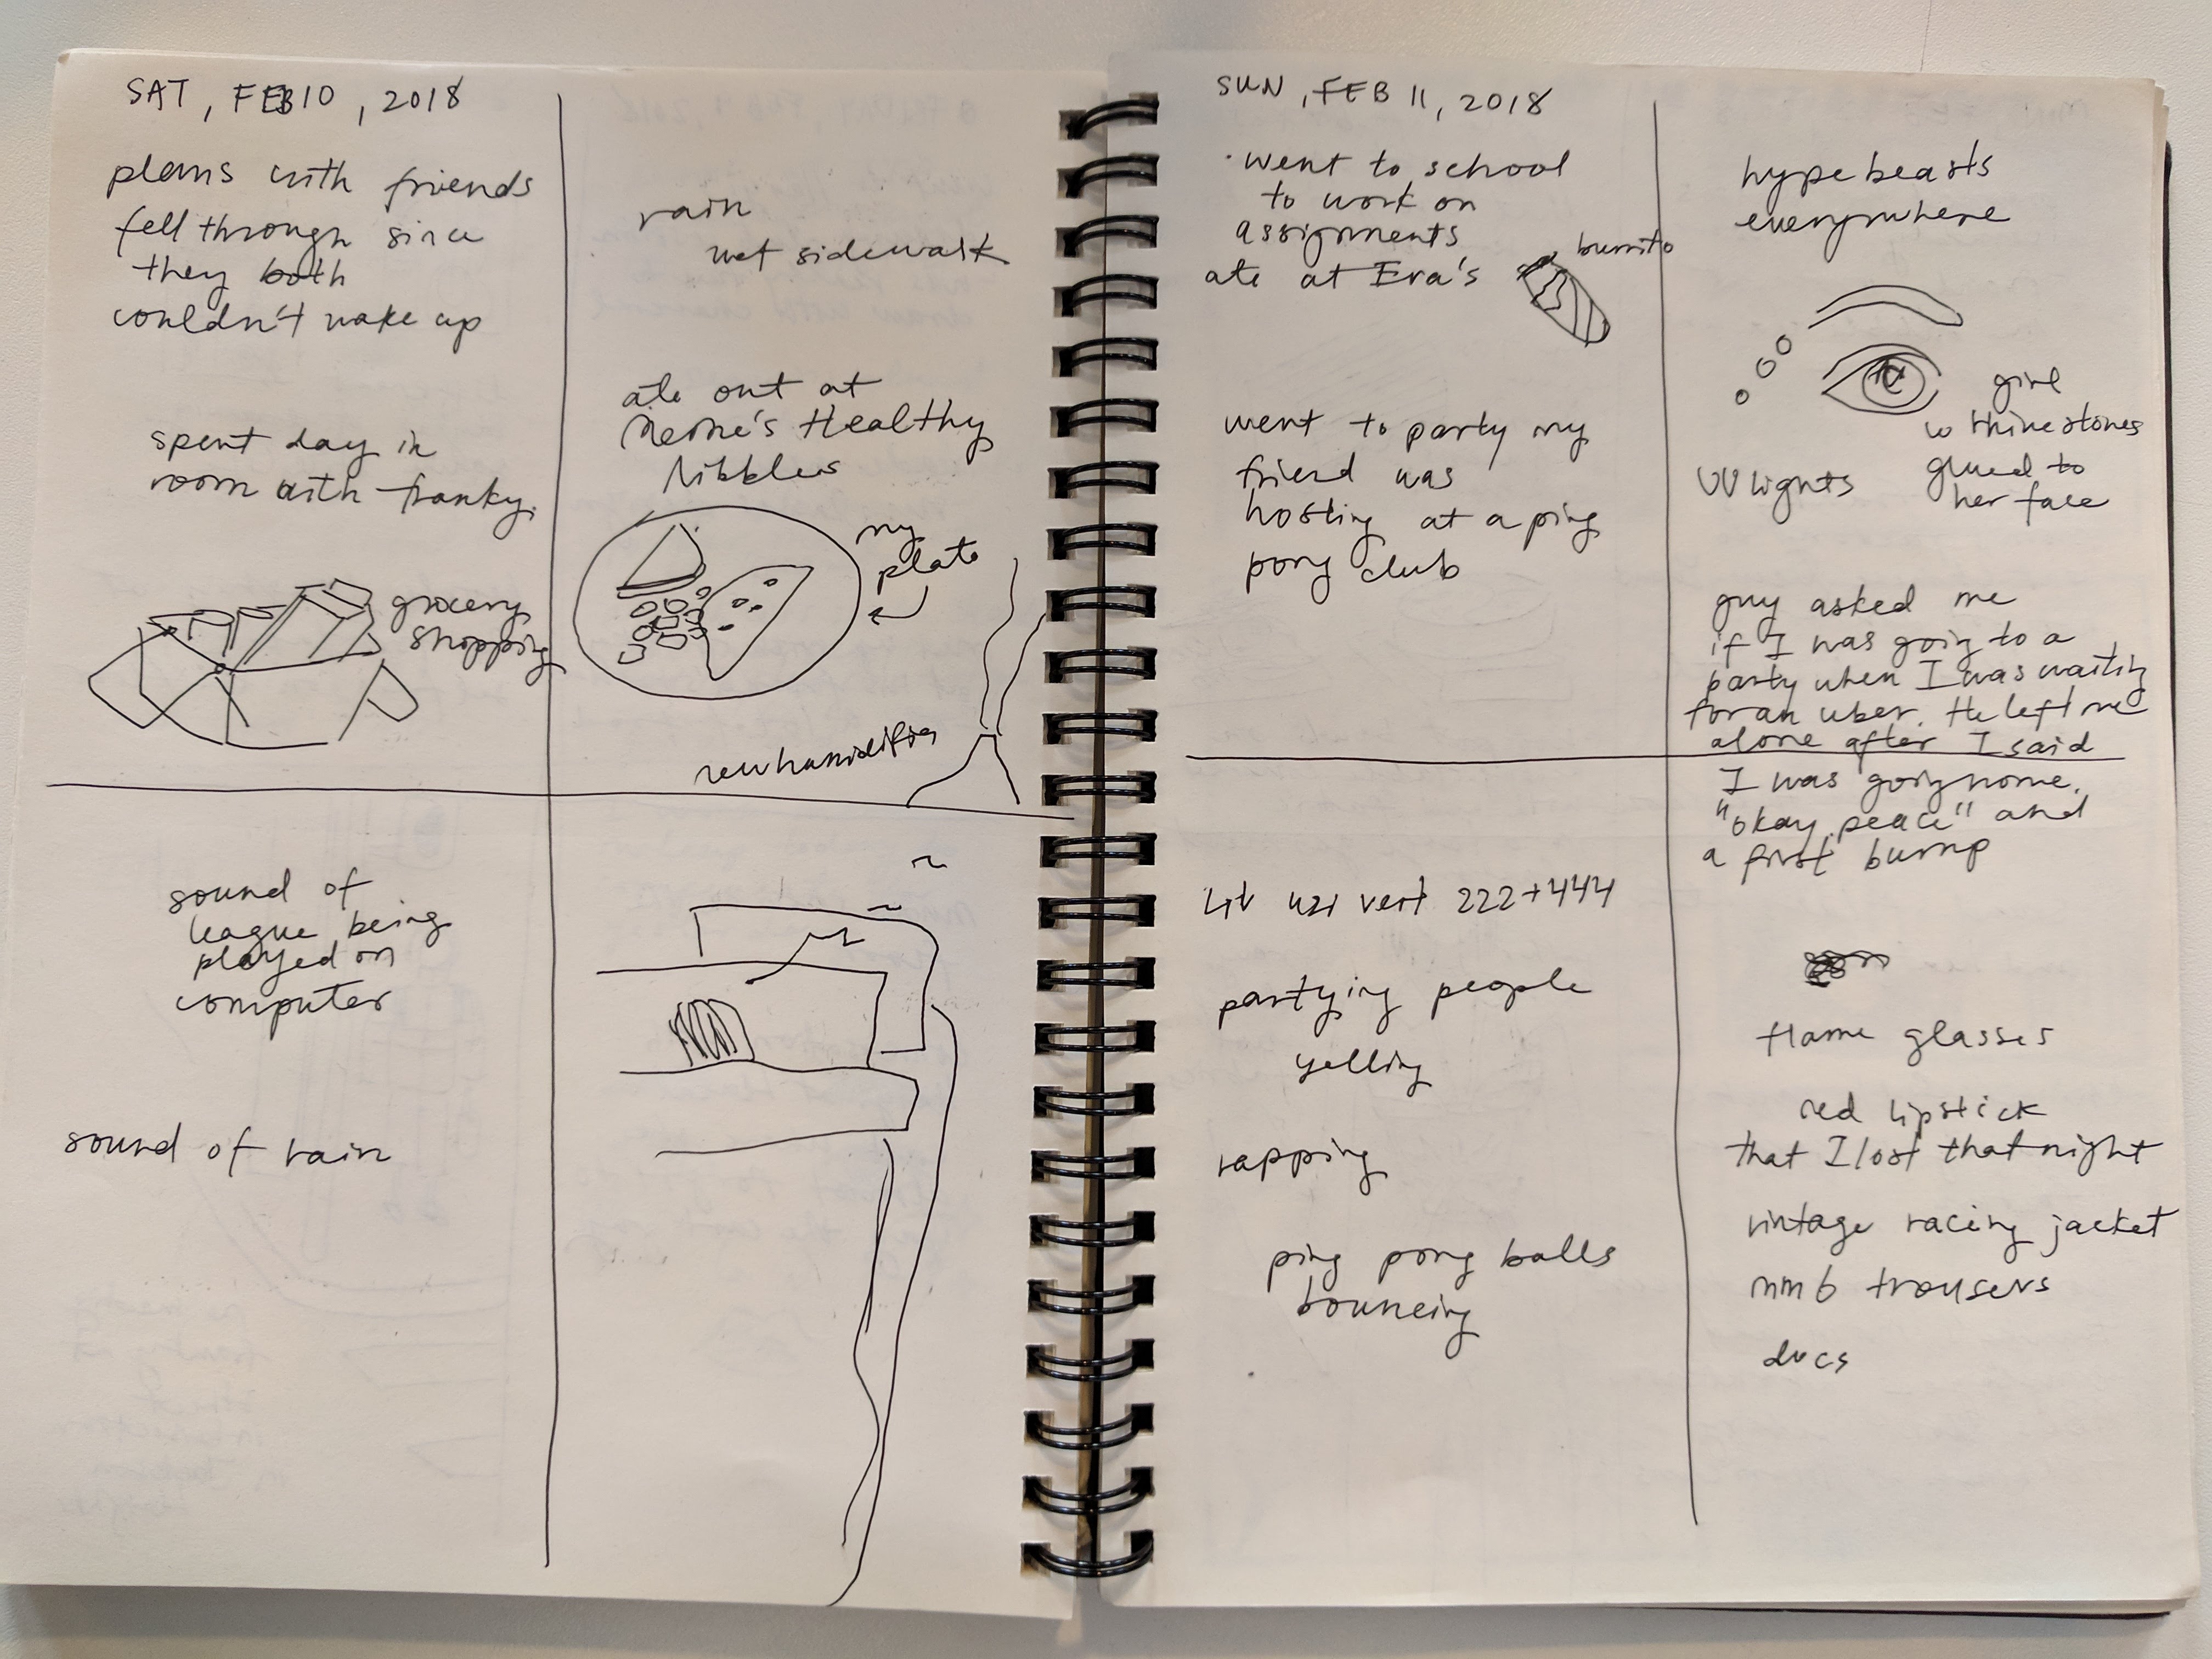 SAT, FEB 10, 2018
plans with friends
fell through since
they both
couldn't wake up
spent day in
room with franky.
grocery
shopping
rain
wet sidewalk
ate out at
Healthy
Nibbles
my
plate
new humidifier
sound of
league being
played on
computer
sound of rain
SUN, FEB 11, 2018
· went to school
to work on
assignments
ate at Eva's
burrito
went to party my
friend was
hosting at a ping
pong club
hypebeasts
everywhere
girl
w rhinestones
glued to
her face
UV lights
guy asked me
if I was going to a
party when I was waiting
for an uber. He left me
alone after I said
I was going home.
"okay, peace" and
a fist bump
Lil uzi vert 222+444
partying people
yelling
rapping
ping pong balls
bouncing
flame glasses
red lipstick
that I lost that night
vintage racing jacket
mm6 trousers
docs